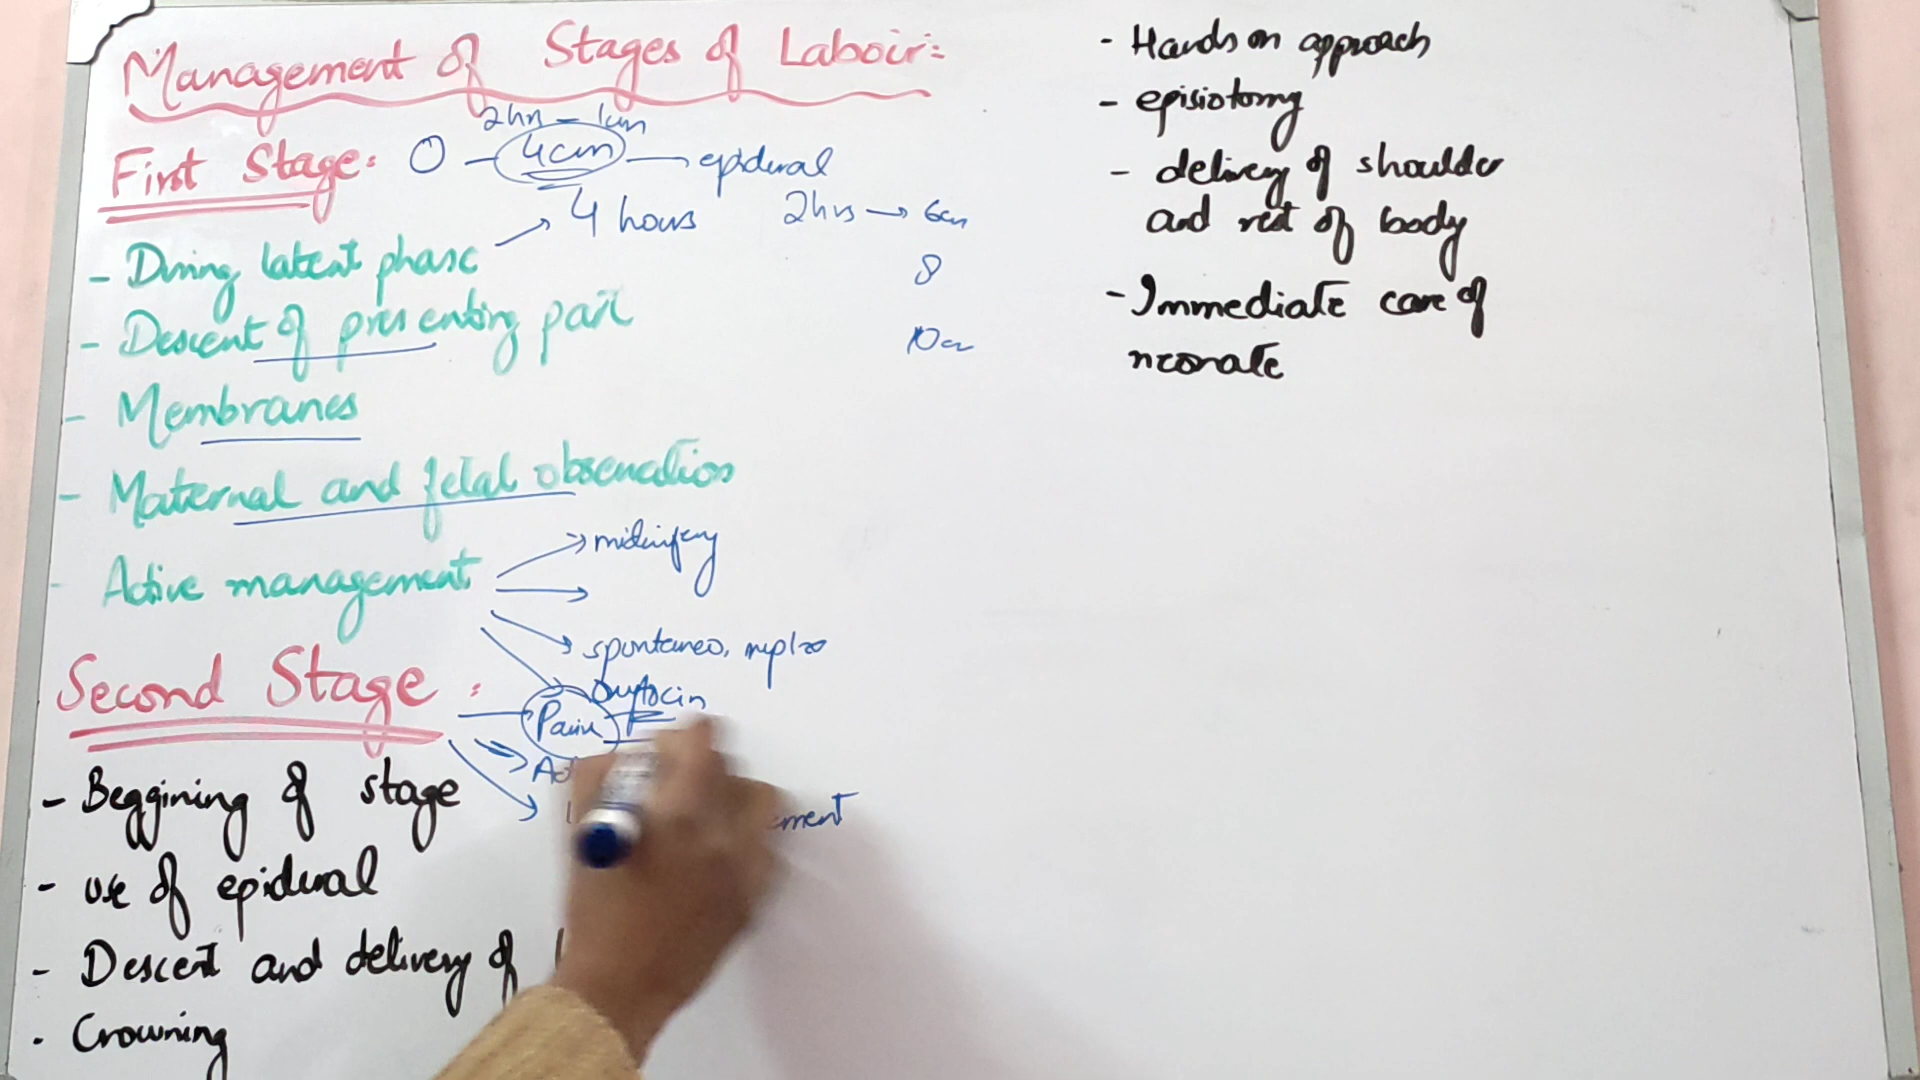 Management of Stages of Labour:
2hrs - 1cm
First Stage: 0 - 4cm - epidural
4 hours 2hrs → 6cm
- During latent phase
8
- Descent of presenting part
10cm
- Membranes
- Maternal and fetal observation
midwifery
- Active management
spontaneo,
Oxytocin
Second Stage:
Pain
- Beggining of stage
ment
- use of epidural
- Descent and delivery of
. Crowning
- Hands on approach
- episiotomy
- delivery of shoulder
and rest of body
- Immediate care of
neonate